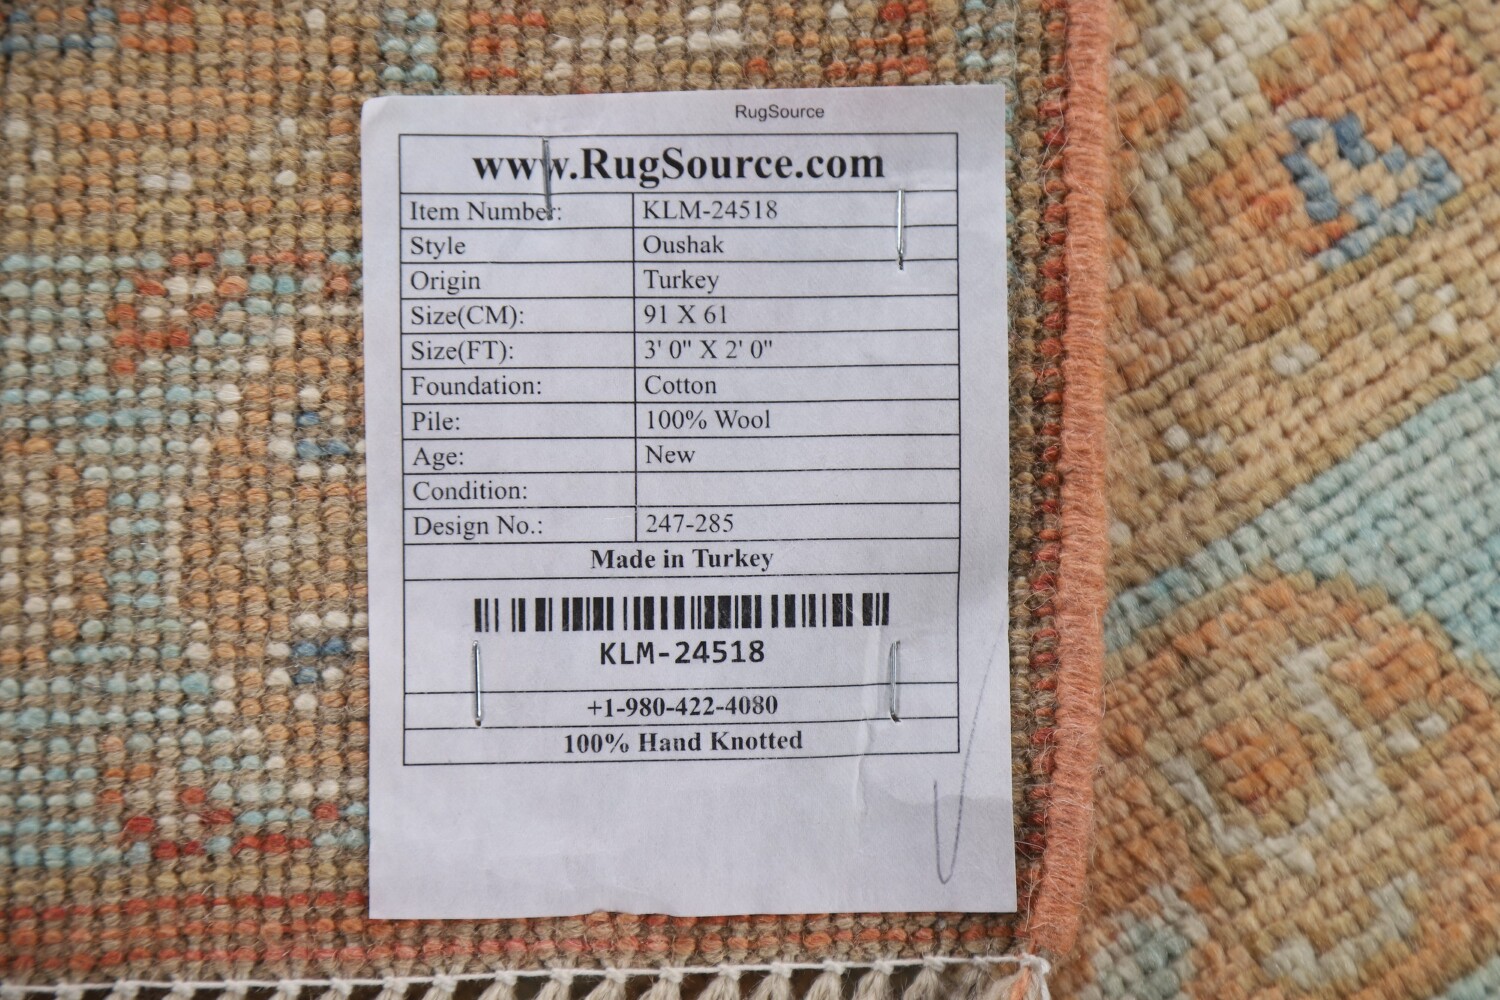 RugSource
www.RugSource.com
Item Number: KLM-24518
Style Oushak
Origin Turkey
Size(CM): 91 X 61
Size(FT): 3' 0" X 2' 0"
Foundation: Cotton
Pile: 100% Wool
Age: New
Condition:
Design No.: 247-285
Made in Turkey
KLM-24518
+1-980-422-4080
100% Hand Knotted